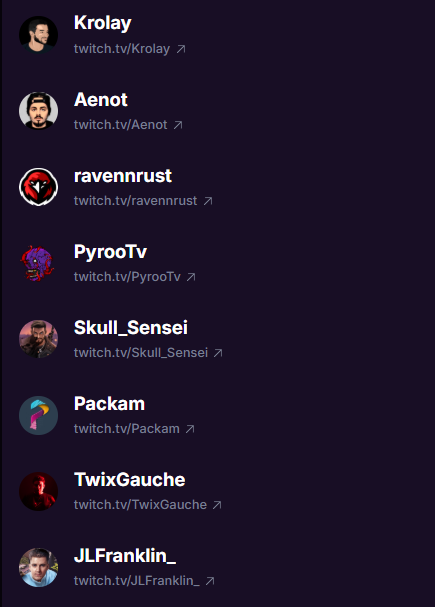 Krolay
twitch.tv/Krolay ↗
Aenot
twitch.tv/Aenot ↗
ravennrust
twitch.tv/ravennrust ↗
PyrooTv
twitch.tv/PyrooTv ↗
Skull_Sensei
twitch.tv/Skull_Sensei ↗
Packam
twitch.tv/Packam ↗
TwixGauche
twitch.tv/TwixGauche ↗
JLFranklin_
twitch.tv/JLFranklin_ ↗